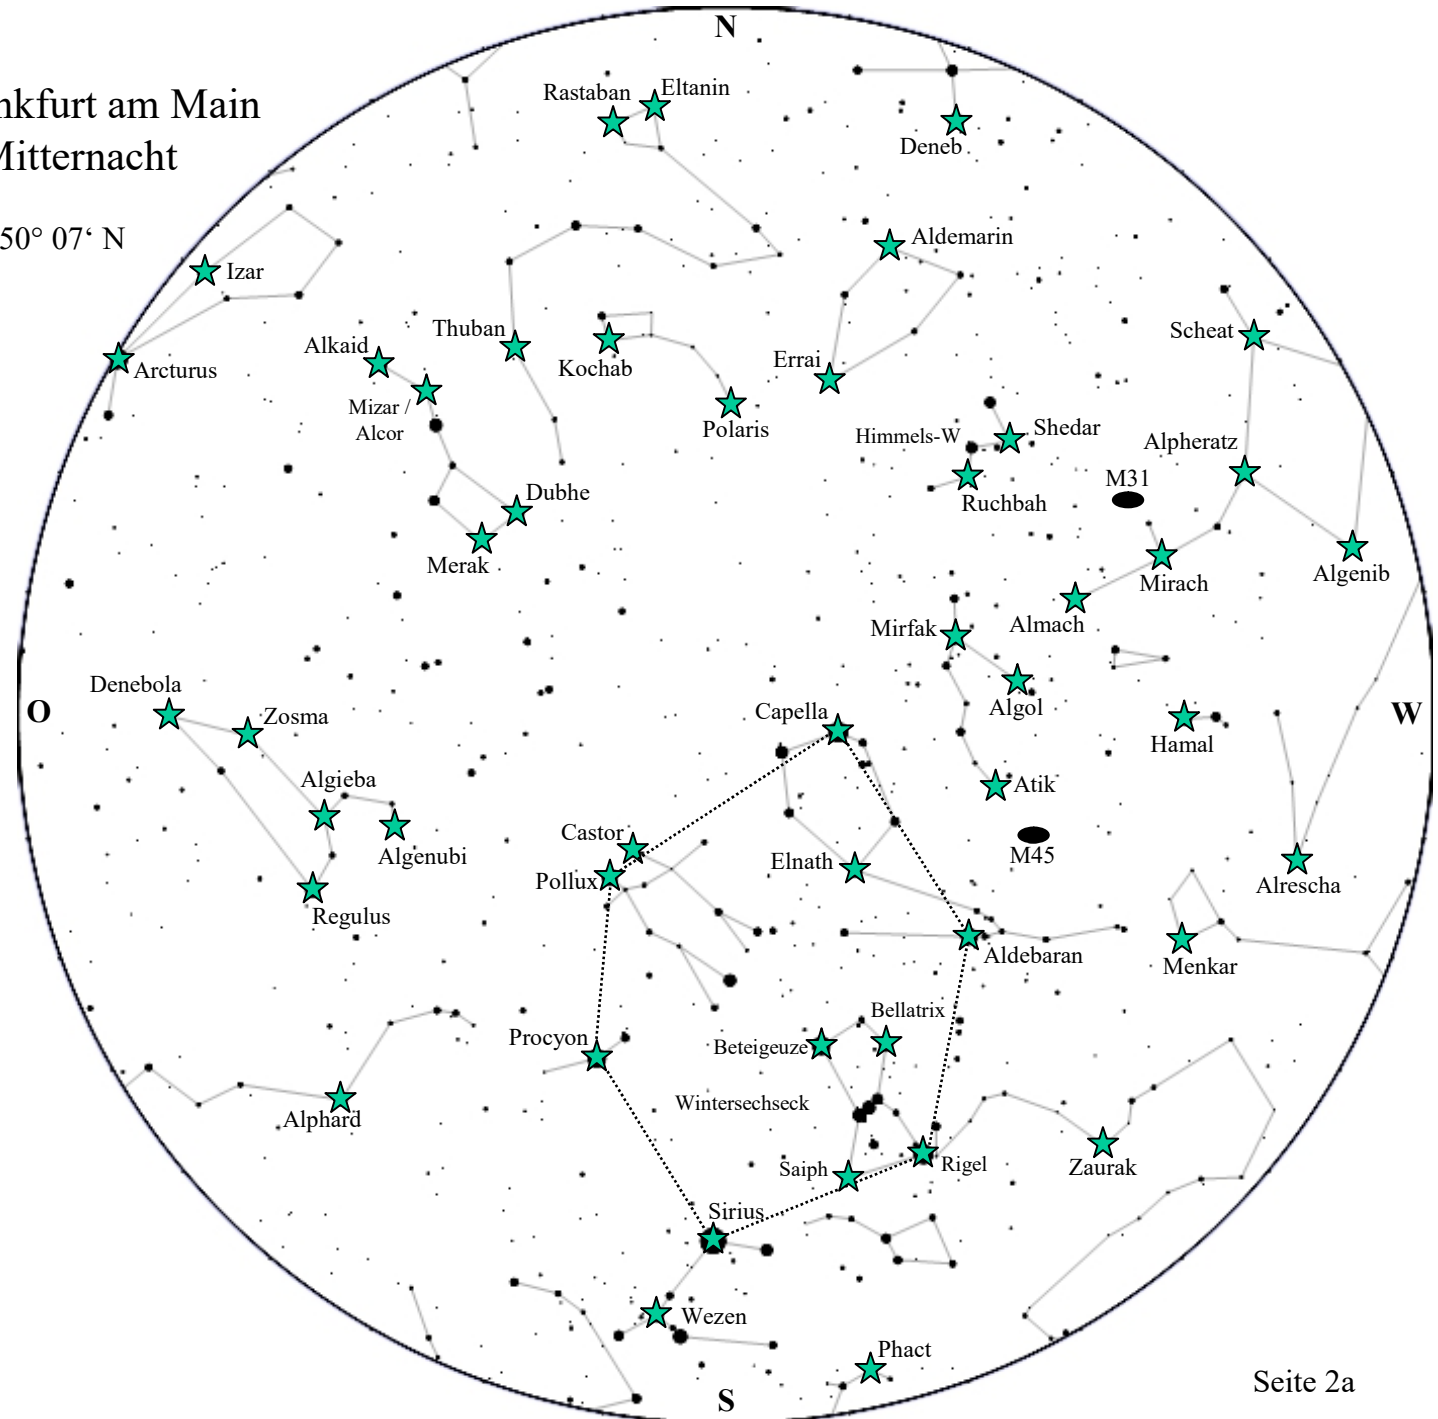 N
Rastaban
Eltanin
nkfurt am Main
Mitternacht
Deneb
50° 07‘ N
Aldemarin
Izar
Thuban
Scheat
Alkaid
Kochab
Errai
Arcturus
Mizar /
Alcor
Polaris
Himmels-W
Shedar
Alpheratz
M31
Dubhe
Ruchbah
Merak
Mirach
Algenib
Mirfak
Almach
Denebola
Zosma
O
Capella
Algol
W
Hamal
Algieba
Atik
Castor
Elnath
M45
Algenubi
Pollux
Alrescha
Regulus
Aldebaran
Menkar
Bellatrix
Procyon
Beteigeuze
Wintersechseck
Alphard
Saiph
Rigel
Zaurak
Sirius
Wezen
Phact
Seite 2a
S